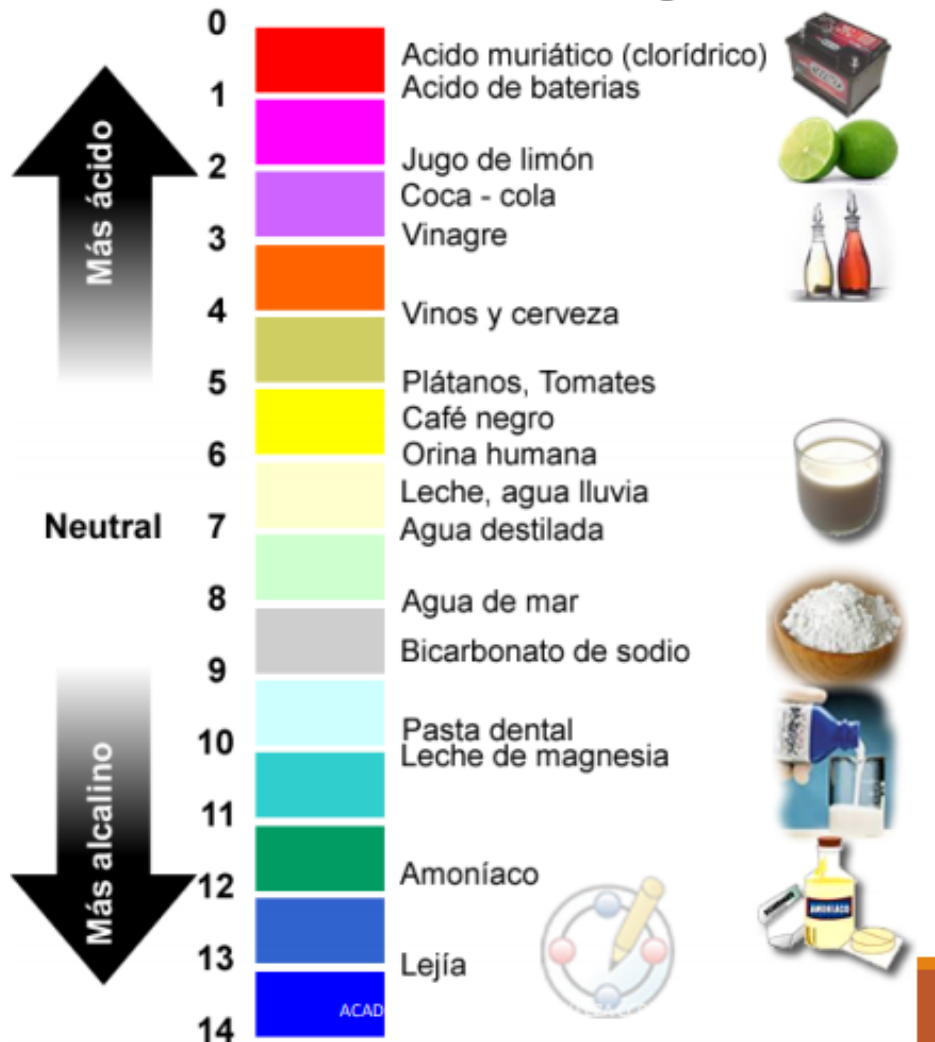 0
Acido muriático (clorídrico)
1
Acido de baterias
Más ácido
2
Jugo de limón
Coca - cola
3
Vinagre
4
Vinos y cerveza
5
Plátanos, Tomates
Café negro
6
Orina humana
Leche, agua lluvia
Neutral
7
Agua destilada
8
Agua de mar
Bicarbonato de sodio
9
Pasta dental
10
Leche de magnesia
11
Más alcalino
12
Amoníaco
AMONIACO
13
Lejía
ACAD
14